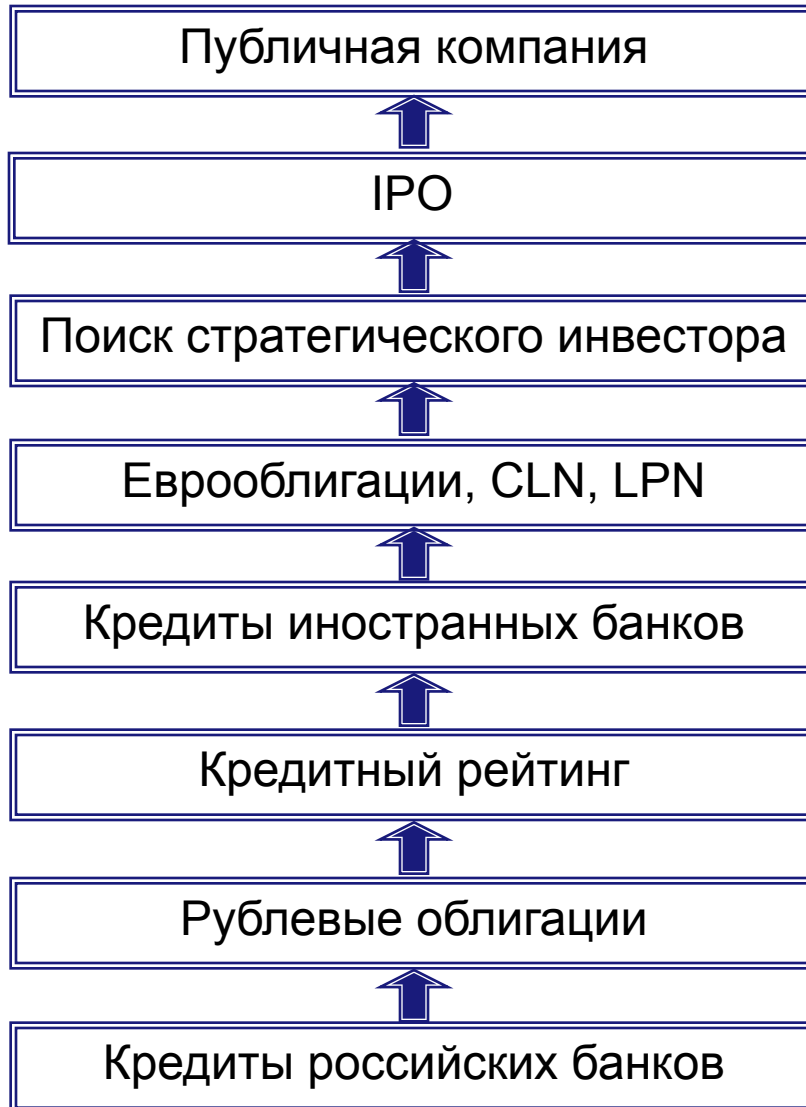 Публичная компания
IPO
Поиск стратегического инвестора
Еврооблигации, CLN, LPN
Кредиты иностранных банков
Кредитный рейтинг
Рублевые облигации
Кредиты российских банков